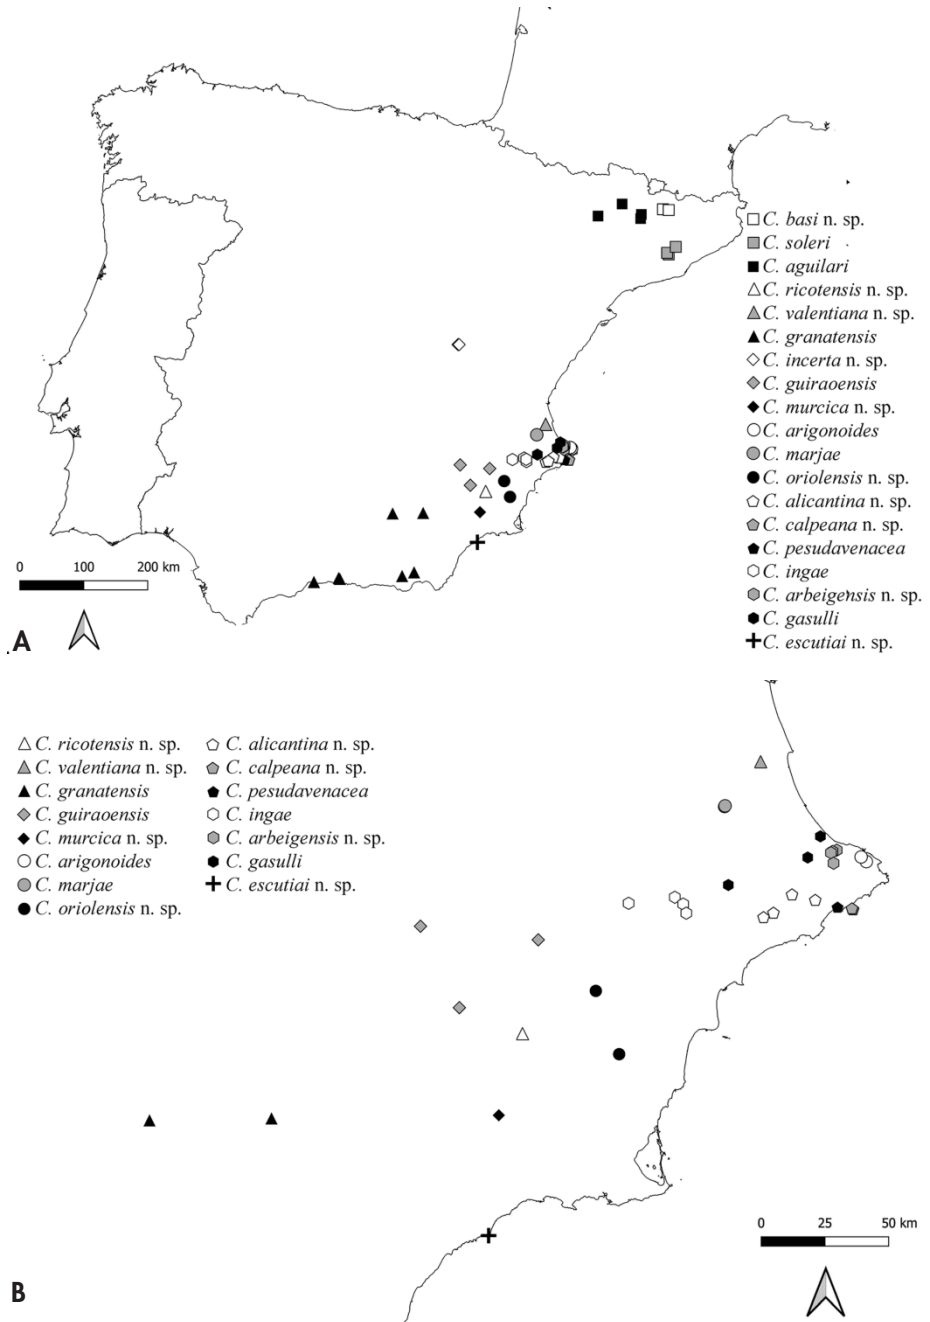 C. basi n. sp.
C. soleri
C. aguilari
C. ricotensis n. sp.
C. valentiana n. sp.
C. granatensis
C. incerta n. sp.
C. guiraoensis
C. murcica n. sp.
C. arigonoides
C. marjae
C. oriolensis n. sp.
C. alicantina n. sp.
C. calpeana n. sp.
C. pesudavenacea
C. ingae
C. arbeigensis n. sp.
C. gasulli
C. escutiai n. sp.
0 100 200 km
A
C. ricotensis n. sp.
C. valentiana n. sp.
C. granatensis
C. guiraoensis
C. murcica n. sp.
C. arigonoides
C. marjae
C. oriolensis n. sp.
C. alicantina n. sp.
C. calpeana n. sp.
C. pesudavenacea
C. ingae
C. arbeigensis n. sp.
C. gasulli
C. escutiai n. sp.
0 25 50 km
B